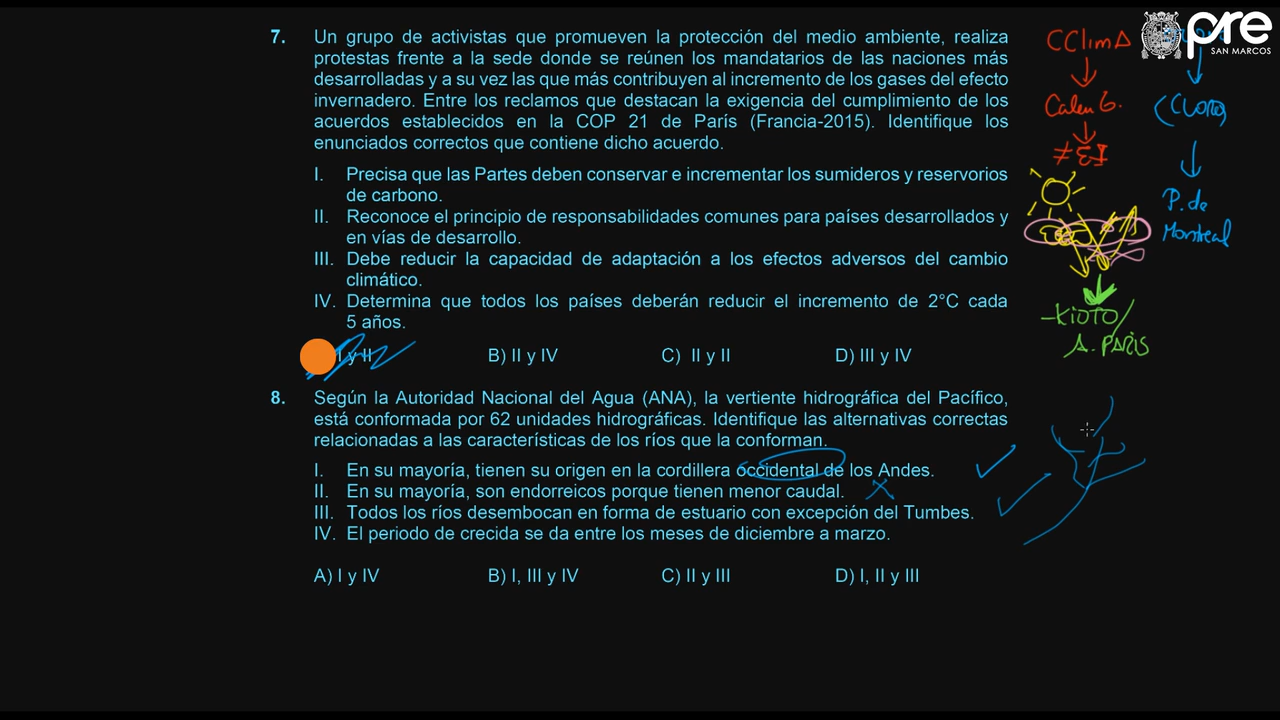 7. Un grupo de activistas que promueven la protección del medio ambiente, realiza
protestas frente a la sede donde se reúnen los mandatarios de las naciones más
desarrolladas y a su vez las que más contribuyen al incremento de los gases del efecto
invernadero. Entre los reclamos que destacan la exigencia del cumplimiento de los
acuerdos establecidos en la COP 21 de París (Francia-2015). Identifique los
enunciados correctos que contiene dicho acuerdo.
I. Precisa que las Partes deben conservar e incrementar los sumideros y reservorios
de carbono.
II. Reconoce el principio de responsabilidades comunes para países desarrollados y
en vías de desarrollo.
III. Debe reducir la capacidad de adaptación a los efectos adversos del cambio
climático.
IV. Determina que todos los países deberán reducir el incremento de 2°C cada
5 años.
I y II B) II y IV C) II y II D) III y IV
8. Según la Autoridad Nacional del Agua (ANA), la vertiente hidrográfica del Pacífico,
está conformada por 62 unidades hidrográficas. Identifique las alternativas correctas
relacionadas a las características de los ríos que la conforman.
I. En su mayoría, tienen su origen en la cordillera occidental de los Andes.
II. En su mayoría, son endorreicos porque tienen menor caudal.
III. Todos los ríos desembocan en forma de estuario con excepción del Tumbes.
IV. El periodo de crecida se da entre los meses de diciembre a marzo.
A) I y IV B) I, III y IV C) II y III D) I, II y III
pre
SAN MARCOS
CClimA
Calen G.
≠ EI
P. de
Montreal
-KIOTO/
A. PARIS